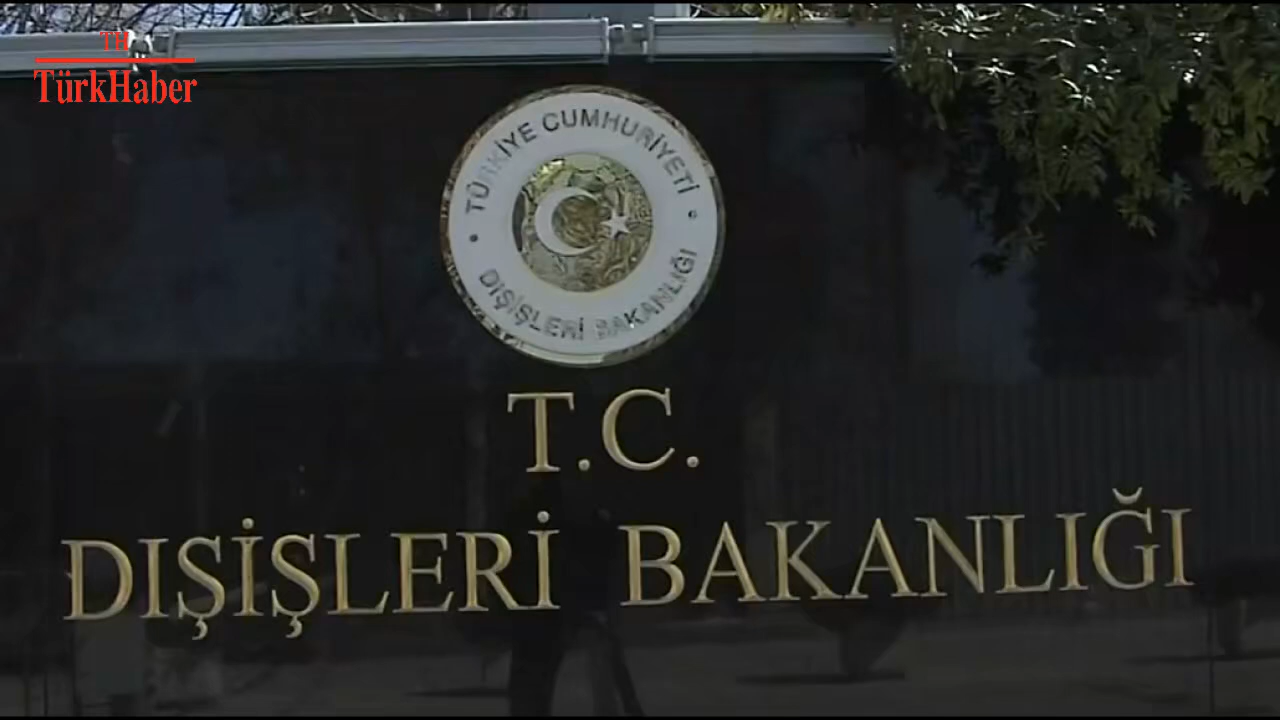 TH
TürkHaber
TÜRKİYE CUMHURİYETİ
DIŞİŞLERİ BAKANLIĞI
T.C.
DIŞİŞLERİ BAKANLIĞI